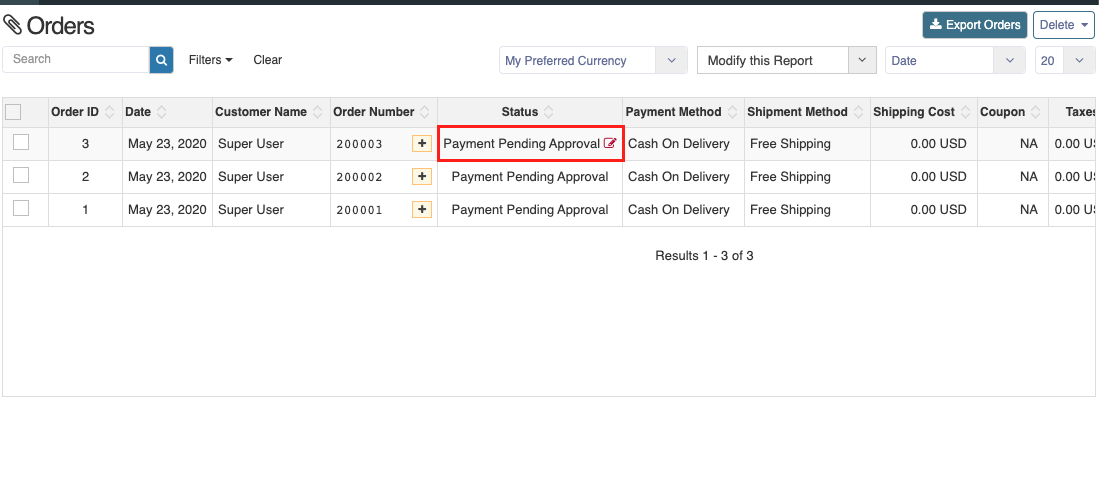 Orders
Export Orders Delete
Search Filters Clear My Preferred Currency Modify this Report Date 20
Order ID Date Customer Name Order Number Status Payment Method Shipment Method Shipping Cost Coupon Taxes
3 May 23, 2020 Super User 200003 + Payment Pending Approval Cash On Delivery Free Shipping 0.00 USD NA 0.00 US
2 May 23, 2020 Super User 200002 + Payment Pending Approval Cash On Delivery Free Shipping 0.00 USD NA 0.00 US
1 May 23, 2020 Super User 200001 + Payment Pending Approval Cash On Delivery Free Shipping 0.00 USD NA 0.00 US
Results 1 - 3 of 3